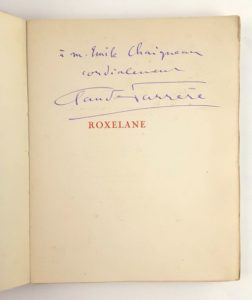 à M. Emile Chaigneau
cordialement
Claude Farrère
ROXELANE